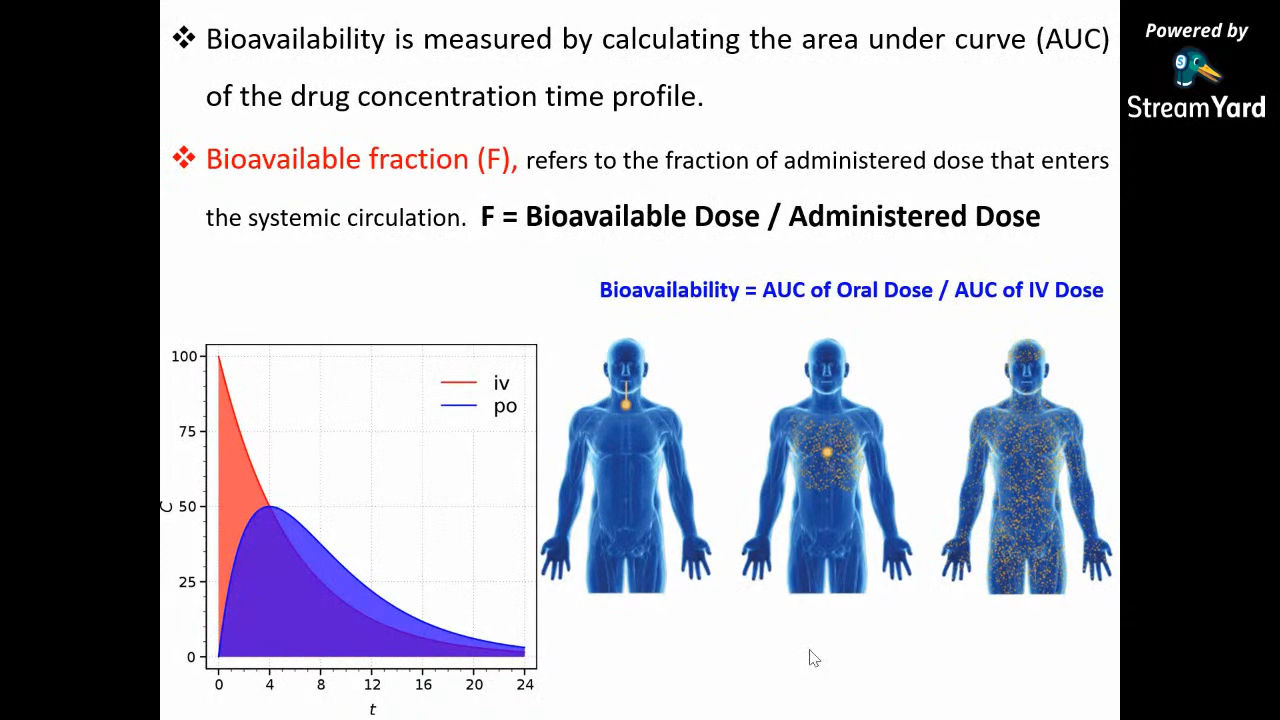 ❖ Bioavailability is measured by calculating the area under curve (AUC)
of the drug concentration time profile.
❖ Bioavailable fraction (F), refers to the fraction of administered dose that enters
the systemic circulation. F = Bioavailable Dose / Administered Dose
Bioavailability = AUC of Oral Dose / AUC of IV Dose
100
75
50
25
0
C
iv
po
0 4 8 12 16 20 24
t
Powered by
StreamYard